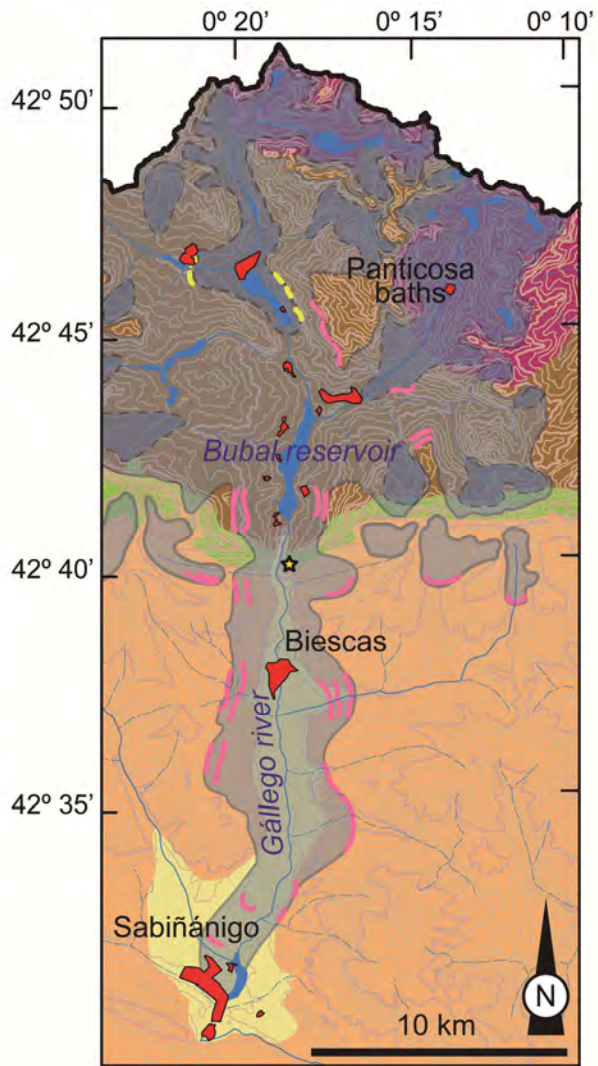 0º 20’ 0º 15’ 0º 10’
42º 50’
Panticosa
baths
42º 45’
Bubal reservoir
42º 40’
Biescas
Gállego river
42º 35’
Sabiñánigo
10 km
N